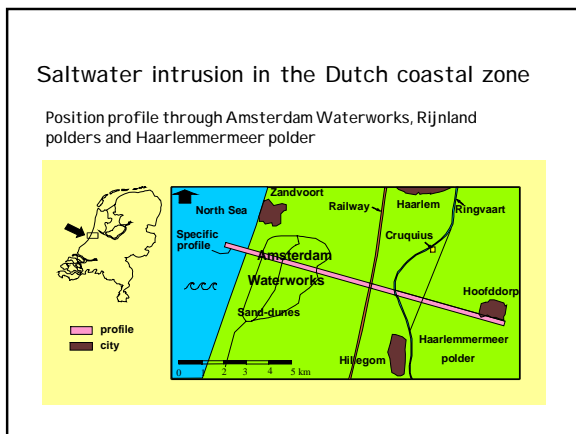 Saltwater intrusion in the Dutch coastal zone
Position profile through Amsterdam Waterworks, Rijnland
polders and Haarlemmermeer polder
North Sea
Zandvoort
Railway
Haarlem
Ringvaart
Specific
profile
Cruquius
Amsterdam
Waterworks
Sand-dunes
Hoofddorp
Hillegom
Haarlemmermeer
polder
profile
city
0 1 2 3 4 5 km